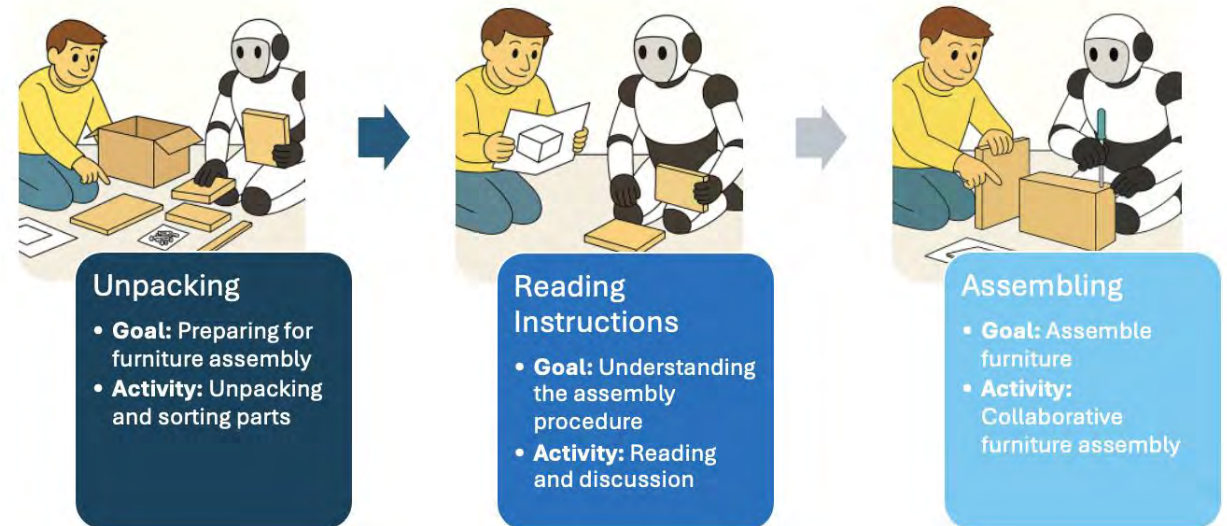 Unpacking
• Goal: Preparing for
furniture assembly
• Activity: Unpacking
and sorting parts
Reading
Instructions
• Goal: Understanding
the assembly
procedure
• Activity: Reading
and discussion
Assembling
• Goal: Assemble
furniture
• Activity:
Collaborative
furniture assembly